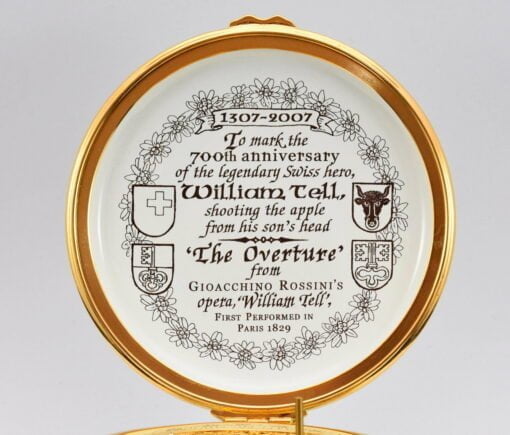 1307-2007
To mark the
700th anniversary
of the legendary Swiss hero,
William Tell,
shooting the apple
from his son's head
'The Overture'
from
GIOACCHINO ROSSINI'S
opera, 'William Tell',
FIRST PERFORMED IN
PARIS 1829